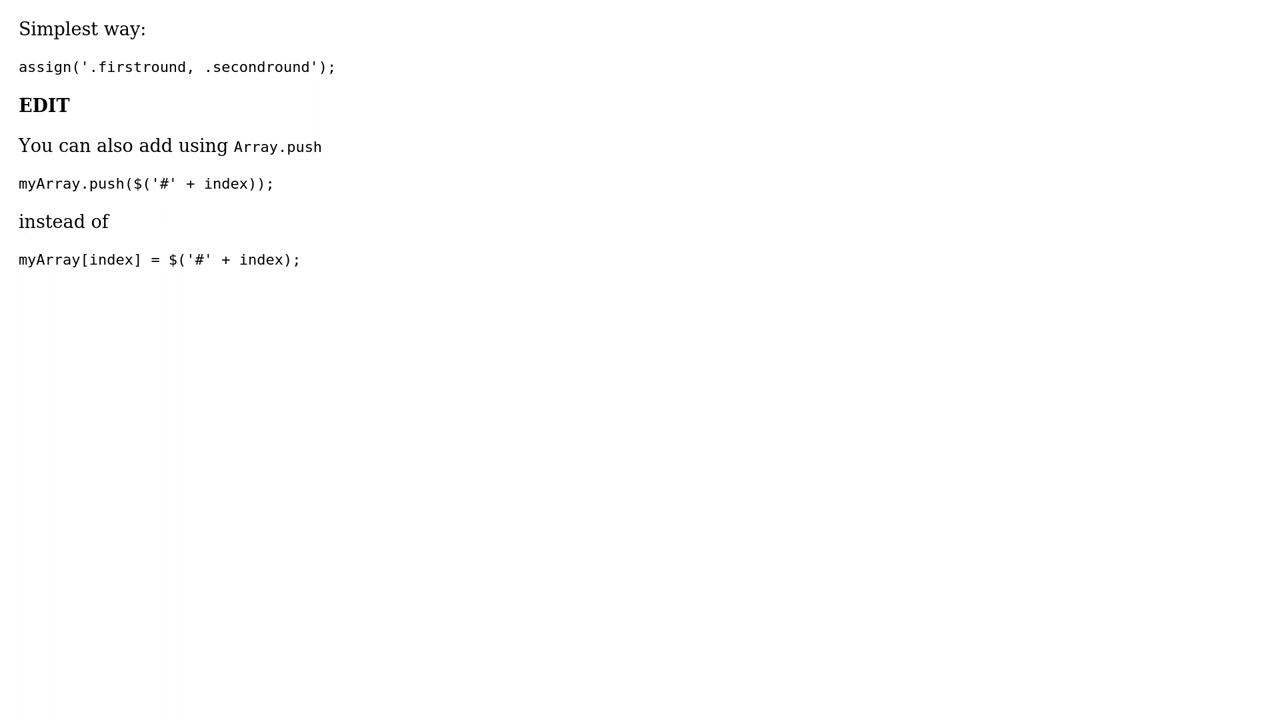 Simplest way:
assign('.firstround, .secondround');
EDIT
You can also add using Array.push
myArray.push($('#' + index));
instead of
myArray[index] = $('#' + index);